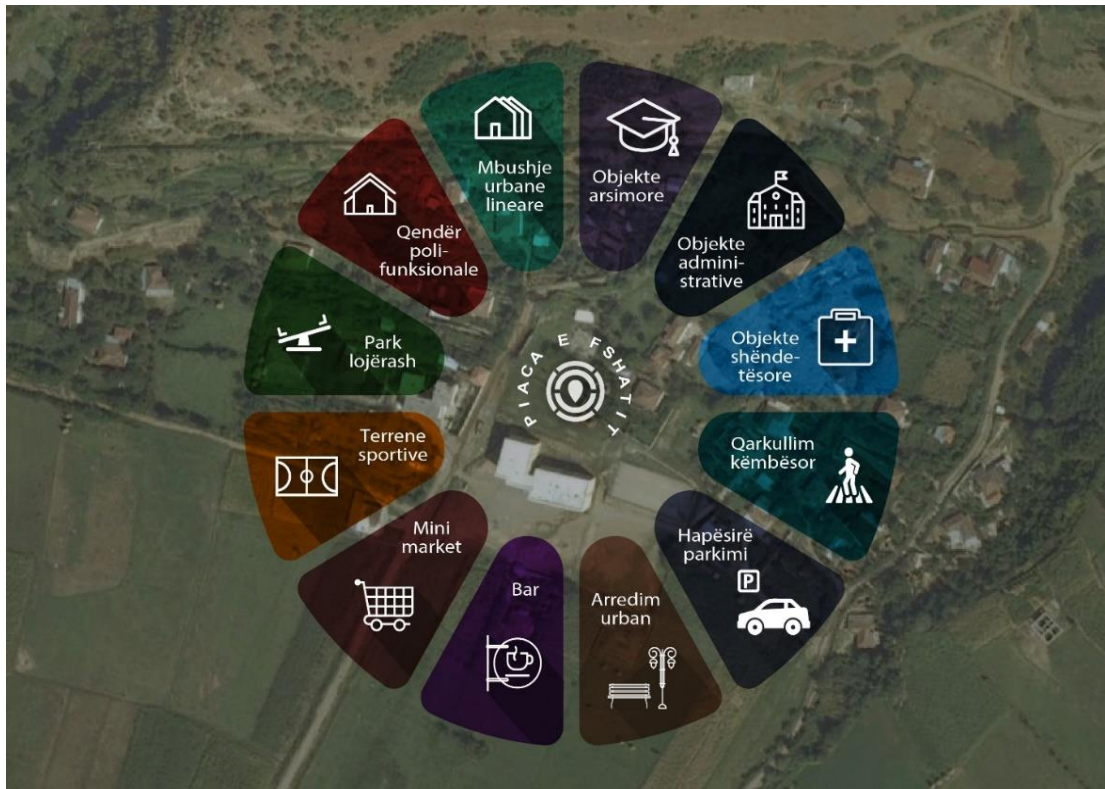 Mbushje
urbane
lineare
Objekte
arsimore
Objekte
admini-
strative
Objekte
shënde-
tësore
Qarkullim
këmbësor
Hapësirë
parkimi
P
Arredim
urban
Bar
Mini
market
Terrene
sportive
Park
lojërash
Qendër
poli-
funksionale
PIACA E FSHATIT